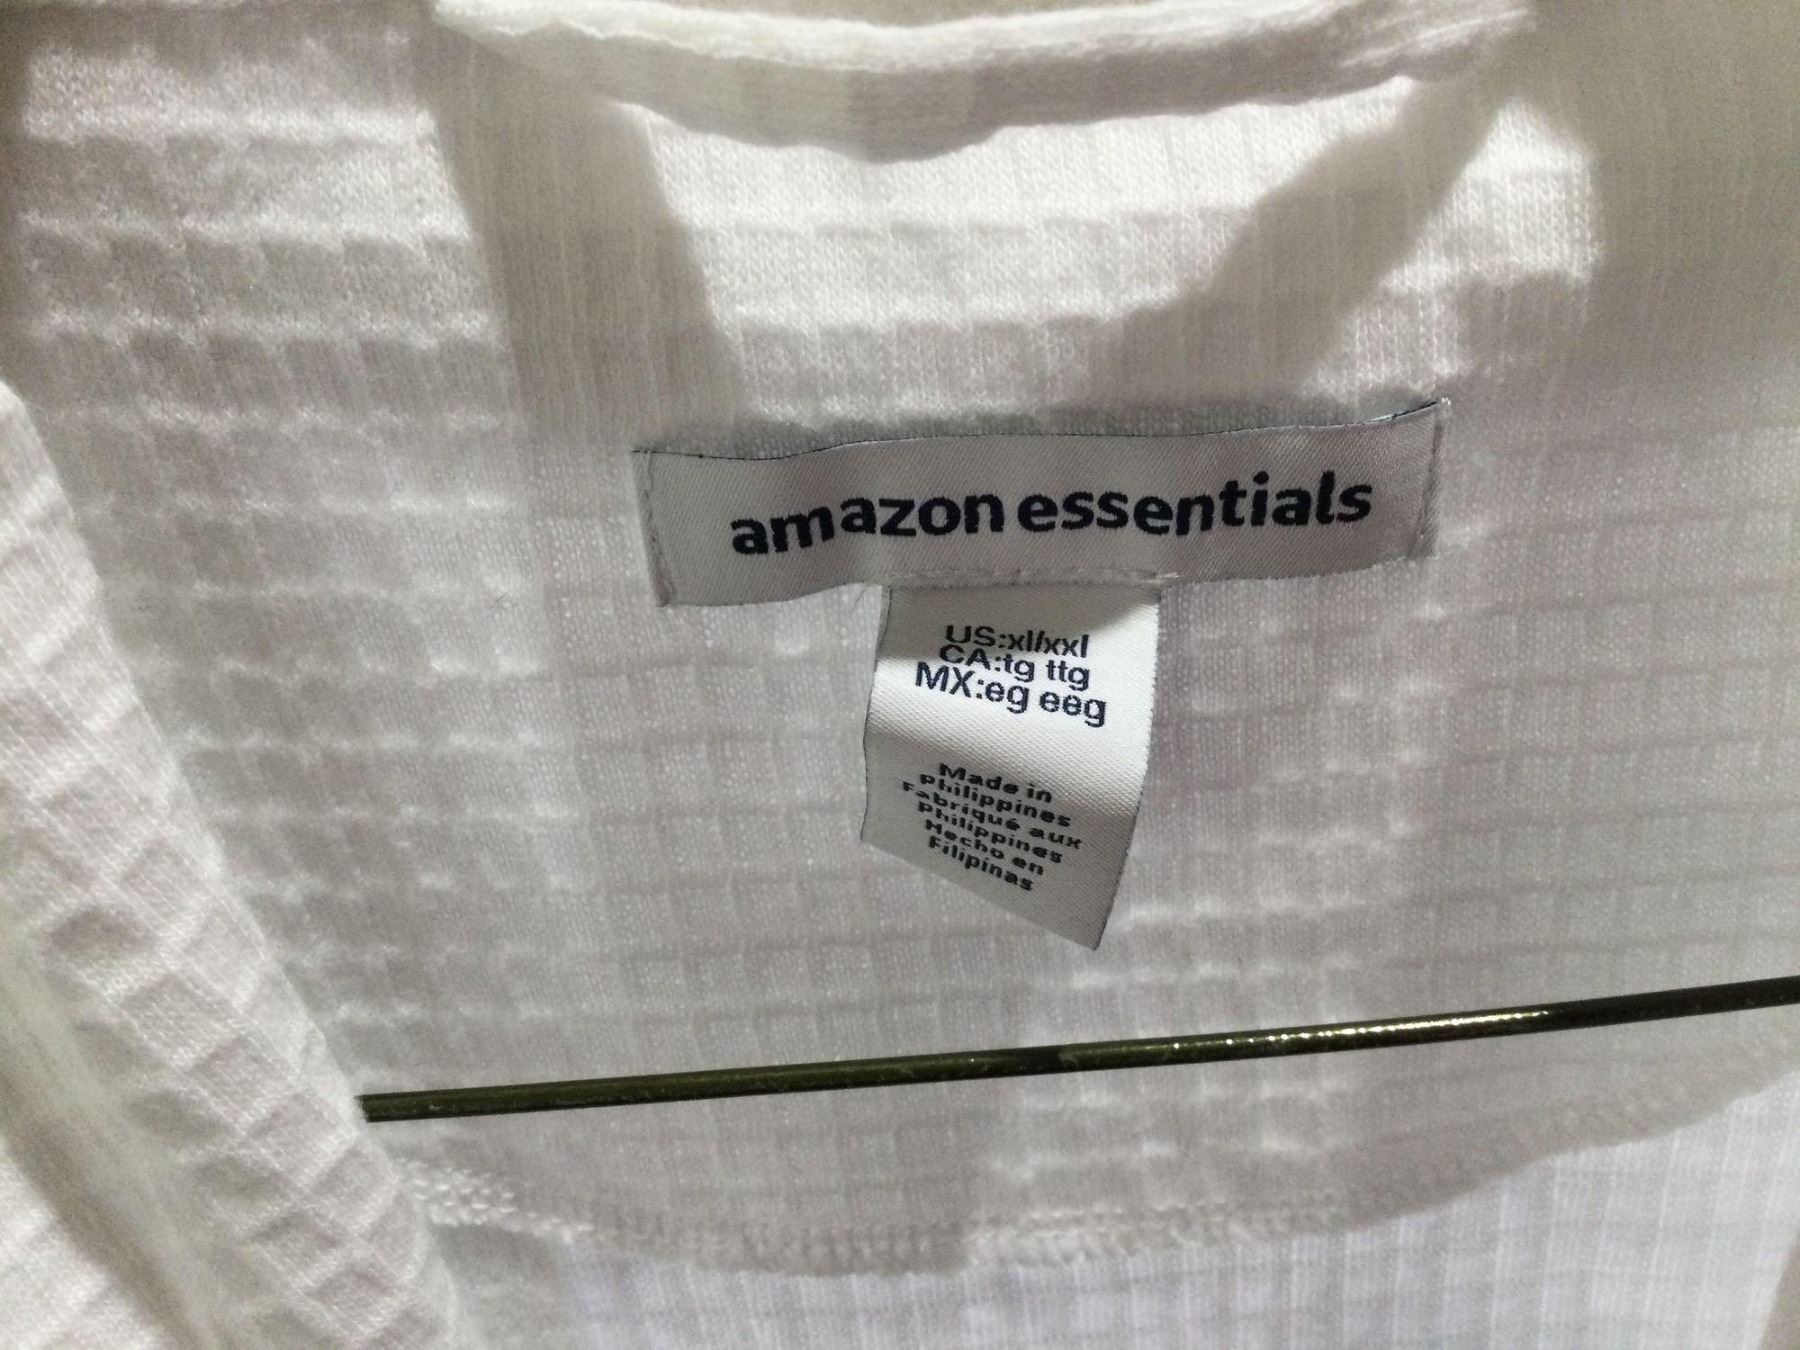 amazon essentials
US:xl/xxl
CA:tg ttg
MX:eg eeg
Made in
Philippines
Fabriqué aux
Philippines
Hecho en
Filipinas